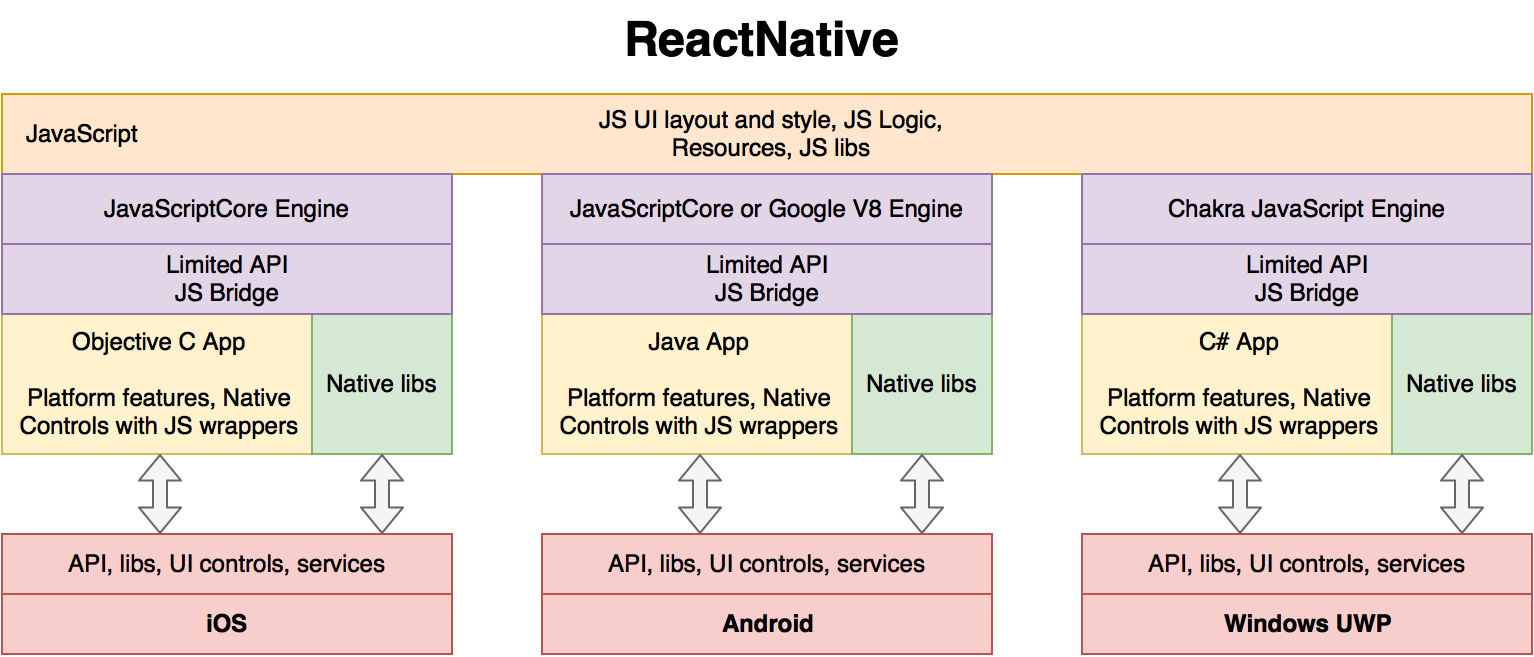 ReactNative
JavaScript
JS UI layout and style, JS Logic,
Resources, JS libs
JavaScriptCore Engine
JavaScriptCore or Google V8 Engine
Chakra JavaScript Engine
Limited API
JS Bridge
Limited API
JS Bridge
Limited API
JS Bridge
Objective C App
Platform features, Native
Controls with JS wrappers
Native libs
Java App
Platform features, Native
Controls with JS wrappers
Native libs
C# App
Platform features, Native
Controls with JS wrappers
Native libs
API, libs, UI controls, services
API, libs, UI controls, services
API, libs, UI controls, services
iOS
Android
Windows UWP